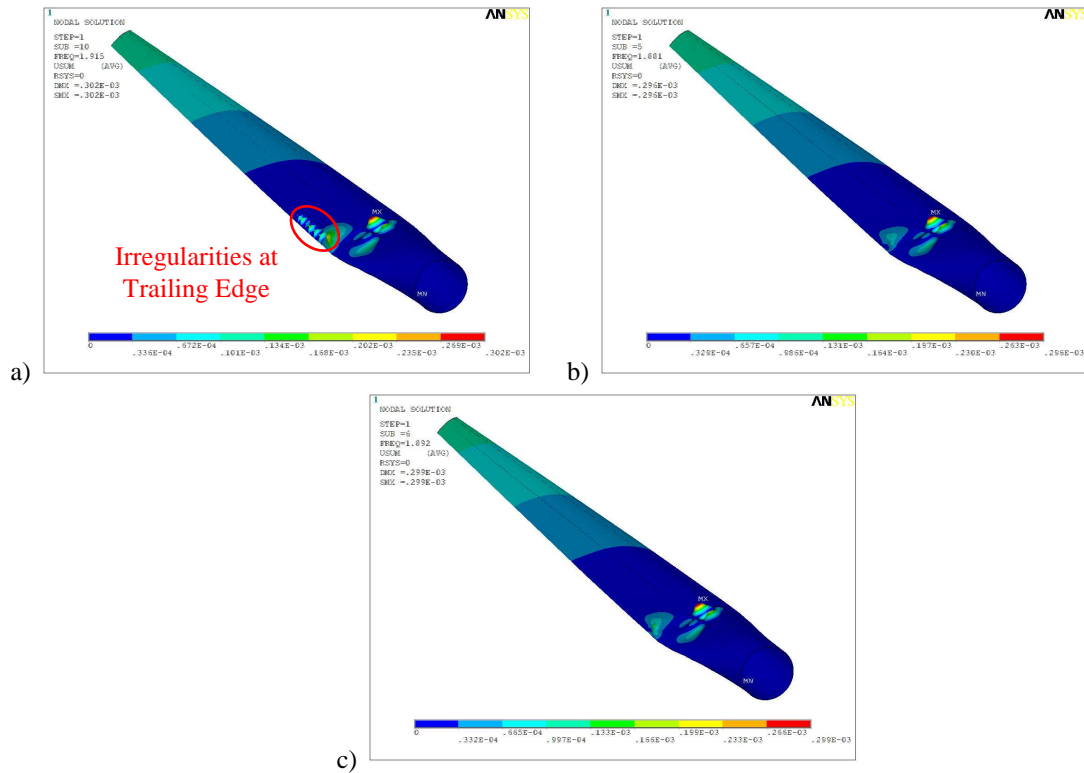 1
ANSYS
NODAL SOLUTION
STEP=1
SUB =10
FREQ=1.915
USUM (AVG)
RSYS=0
DMX =.302E-03
SMX =.302E-03
MX
MN
Irregularities at
Trailing Edge
0 .672E-04 .134E-03 .202E-03 .269E-03
.336E-04 .101E-03 .168E-03 .235E-03 .302E-03
a)
1
ANSYS
NODAL SOLUTION
STEP=1
SUB =5
FREQ=1.881
USUM (AVG)
RSYS=0
DMX =.296E-03
SMX =.296E-03
MX
MN
0 .657E-04 .131E-03 .197E-03 .263E-03
.329E-04 .986E-04 .164E-03 .230E-03 .296E-03
b)
1
ANSYS
NODAL SOLUTION
STEP=1
SUB =6
FREQ=1.892
USUM (AVG)
RSYS=0
DMX =.299E-03
SMX =.299E-03
MX
MN
0 .665E-04 .133E-03 .199E-03 .266E-03
.332E-04 .997E-04 .166E-03 .233E-03 .299E-03
c)